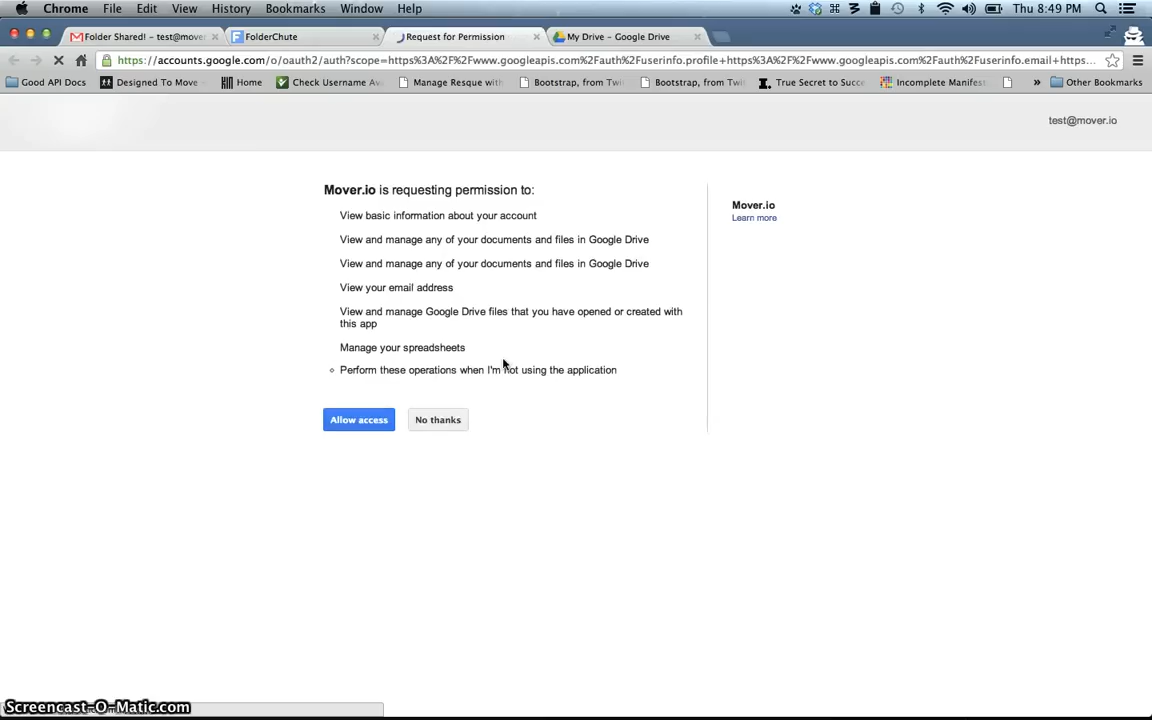 Chrome File Edit View History Bookmarks Window Help Thu 8:49 PM
Folder Shared! – test@mover FolderChute Request for Permission My Drive – Google Drive
https://accounts.google.com/o/oauth2/auth?scope=https%3A%2F%2Fwww.googleapis.com%2Fauth%2Fuserinfo.profile+https%3A%2F%2Fwww.googleapis.com%2Fauth%2Fuserinfo.email+https...
Good API Docs Designed To Move Home Check Username Av Manage Resque with Bootstrap, from Twi Bootstrap, from Twi True Secret to Succe Incomplete Manifest » Other Bookmarks
test@mover.io
Mover.io is requesting permission to:
View basic information about your account
View and manage any of your documents and files in Google Drive
View and manage any of your documents and files in Google Drive
View your email address
View and manage Google Drive files that you have opened or created with
this app
Manage your spreadsheets
Perform these operations when I'm not using the application
Allow access No thanks
Mover.io
Learn more
Screencast-O-Matic.com